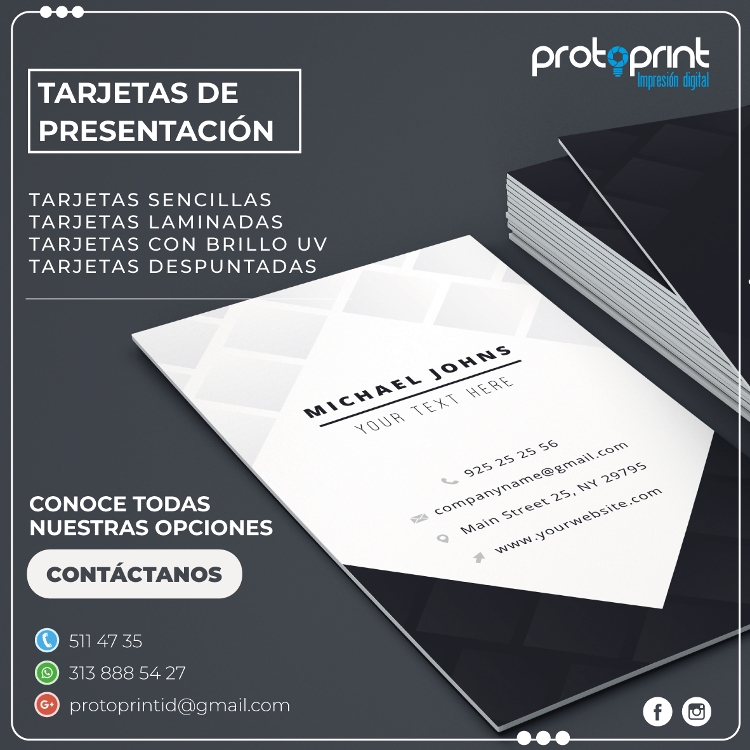 protoprint
Impresión digital
TARJETAS DE
PRESENTACIÓN
TARJETAS SENCILLAS
TARJETAS LAMINADAS
TARJETAS CON BRILLO UV
TARJETAS DESPUNTADAS
MICHAEL JOHNS
YOUR TEXT HERE
925 25 25 56
companyname@gmail.com
Main Street 25, NY 29795
www.yourwebsite.com
CONOCE TODAS
NUESTRAS OPCIONES
CONTÁCTANOS
511 47 35
313 888 54 27
G+ protoprintid@gmail.com
f